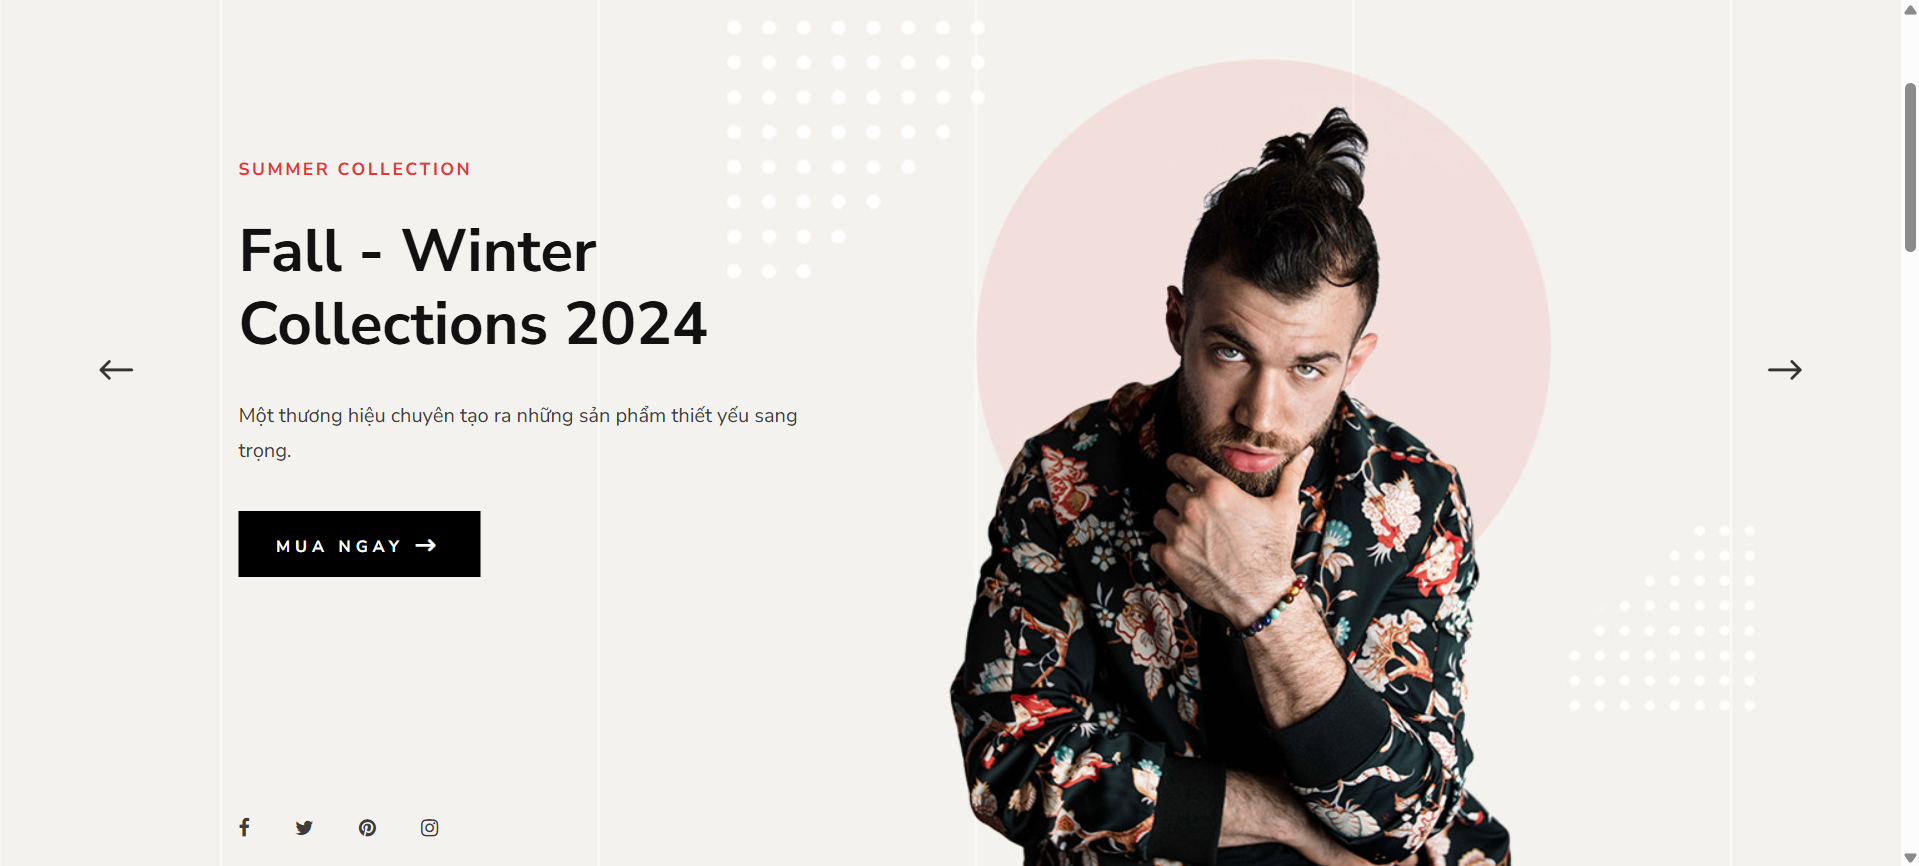 SUMMER COLLECTION
Fall - Winter
Collections 2024
Một thương hiệu chuyên tạo ra những sản phẩm thiết yếu sang
trọng.
MUA NGAY